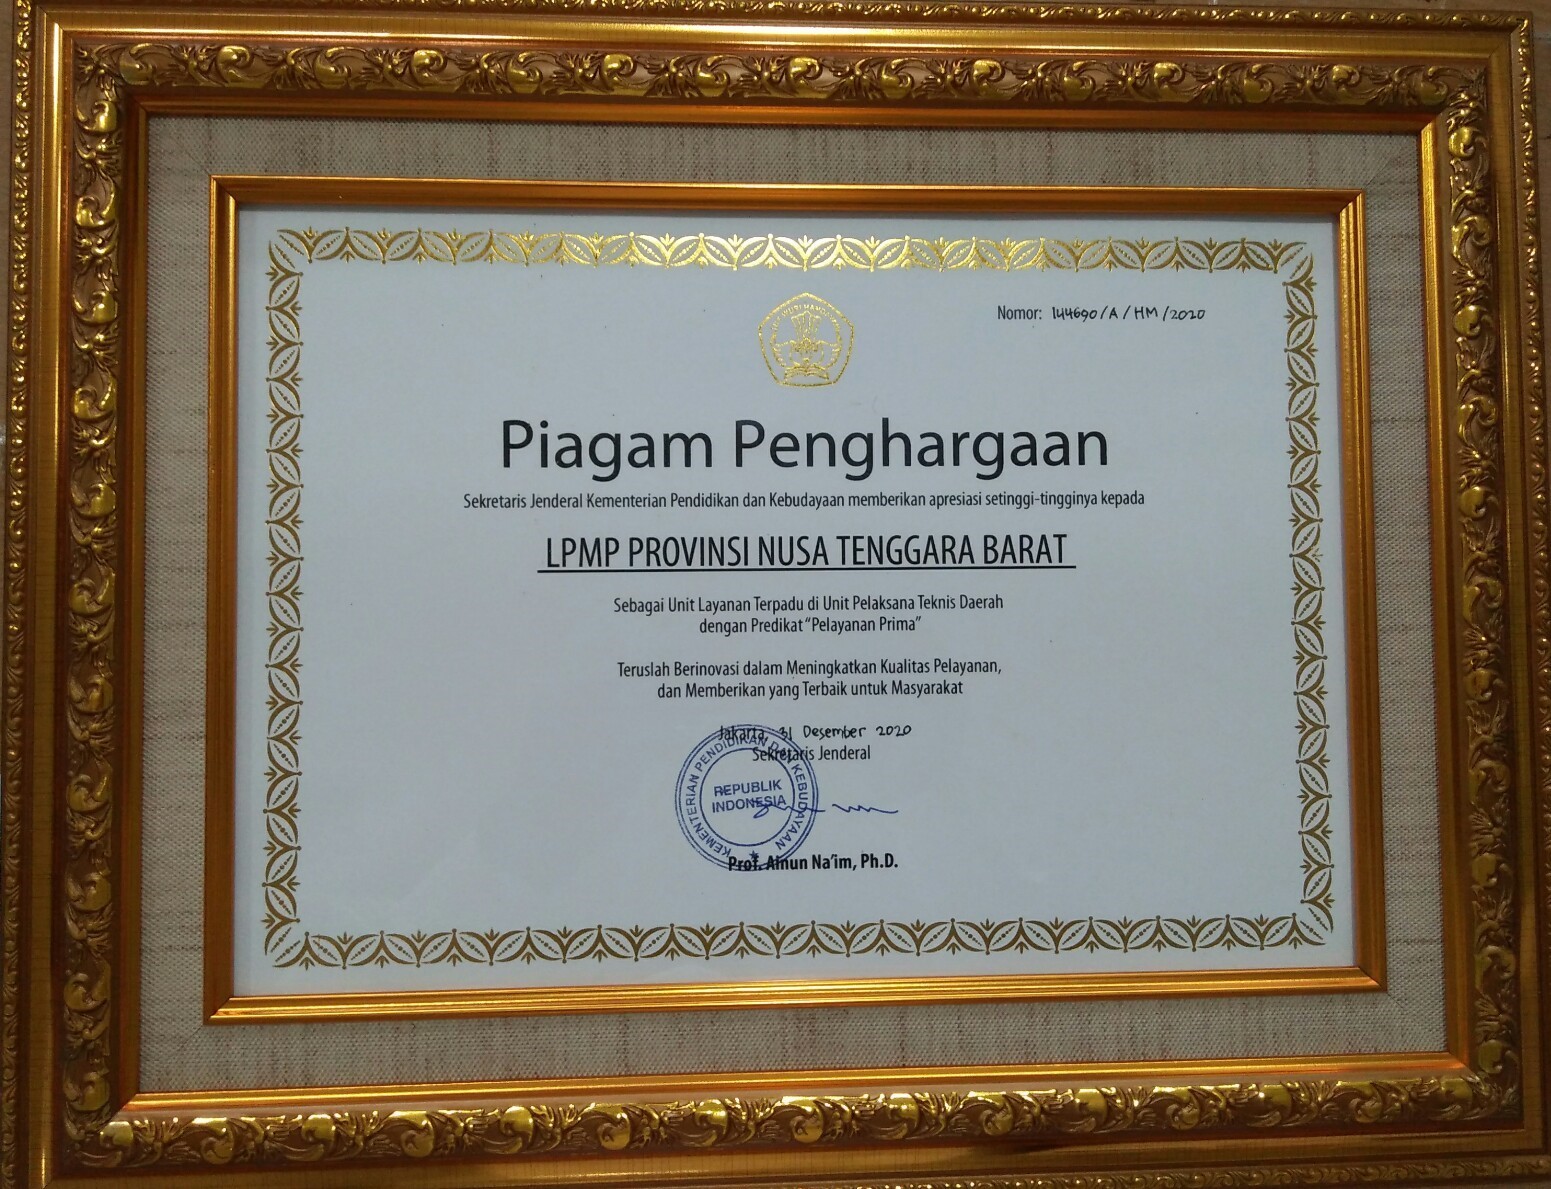 Nomor: 144690/A/HM/2020
Piagam Penghargaan
Sekretaris Jenderal Kementerian Pendidikan dan Kebudayaan memberikan apresiasi setinggi-tingginya kepada
LPMP PROVINSI NUSA TENGGARA BARAT
Sebagai Unit Layanan Terpadu di Unit Pelaksana Teknis Daerah
dengan Predikat "Pelayanan Prima"
Teruslah Berinovasi dalam Meningkatkan Kualitas Pelayanan,
dan Memberikan yang Terbaik untuk Masyarakat
Jakarta, 31 Desember 2020
Sekretaris Jenderal
KEMENTERIAN PENDIDIKAN DAN KEBUDAYAAN
REPUBLIK
INDONESIA
Prof. Ainun Na'im, Ph.D.